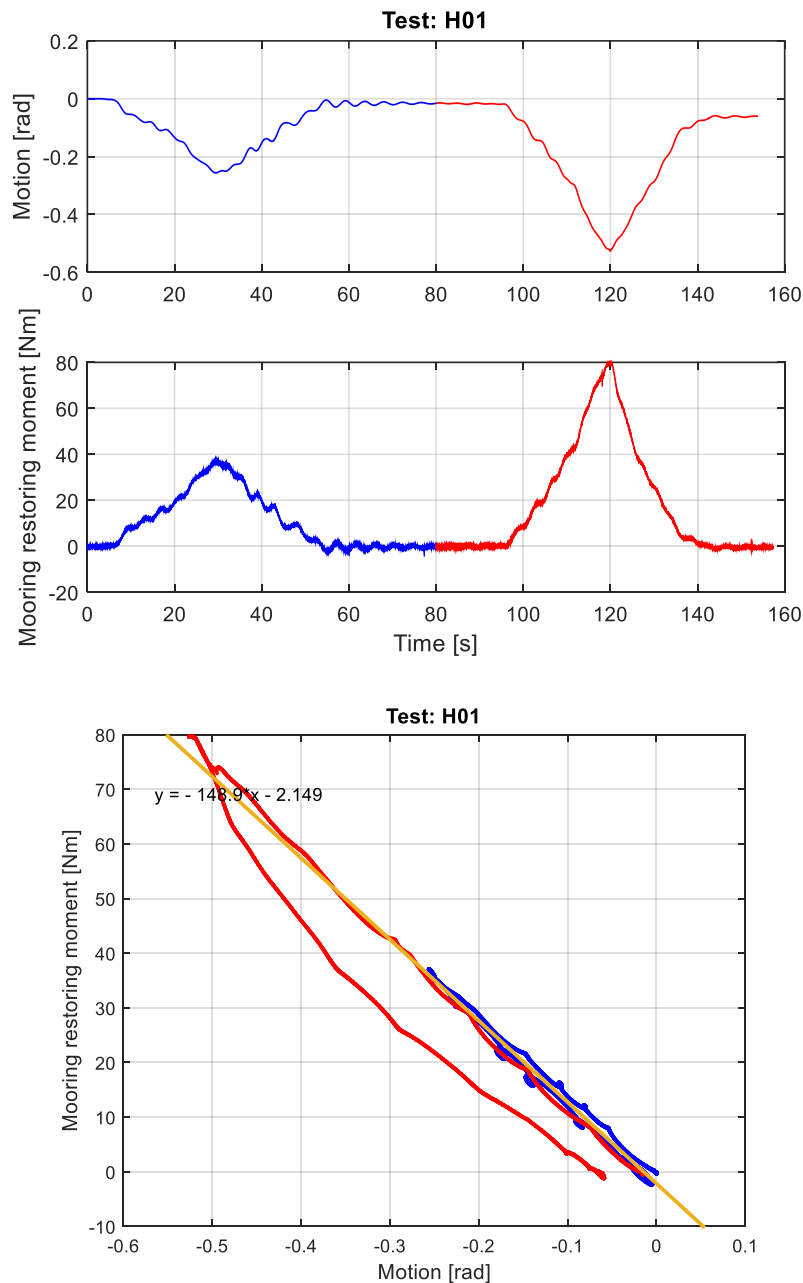 Test: H01
Motion [rad]
0.2
0
-0.2
-0.4
-0.6
0 20 40 60 80 100 120 140 160
Mooring restoring moment [Nm]
80
60
40
20
0
-20
0 20 40 60 80 100 120 140 160
Time [s]
Test: H01
Mooring restoring moment [Nm]
80
70
60
50
40
30
20
10
0
-10
y = - 148.9*x - 2.149
-0.6 -0.5 -0.4 -0.3 -0.2 -0.1 0 0.1
Motion [rad]